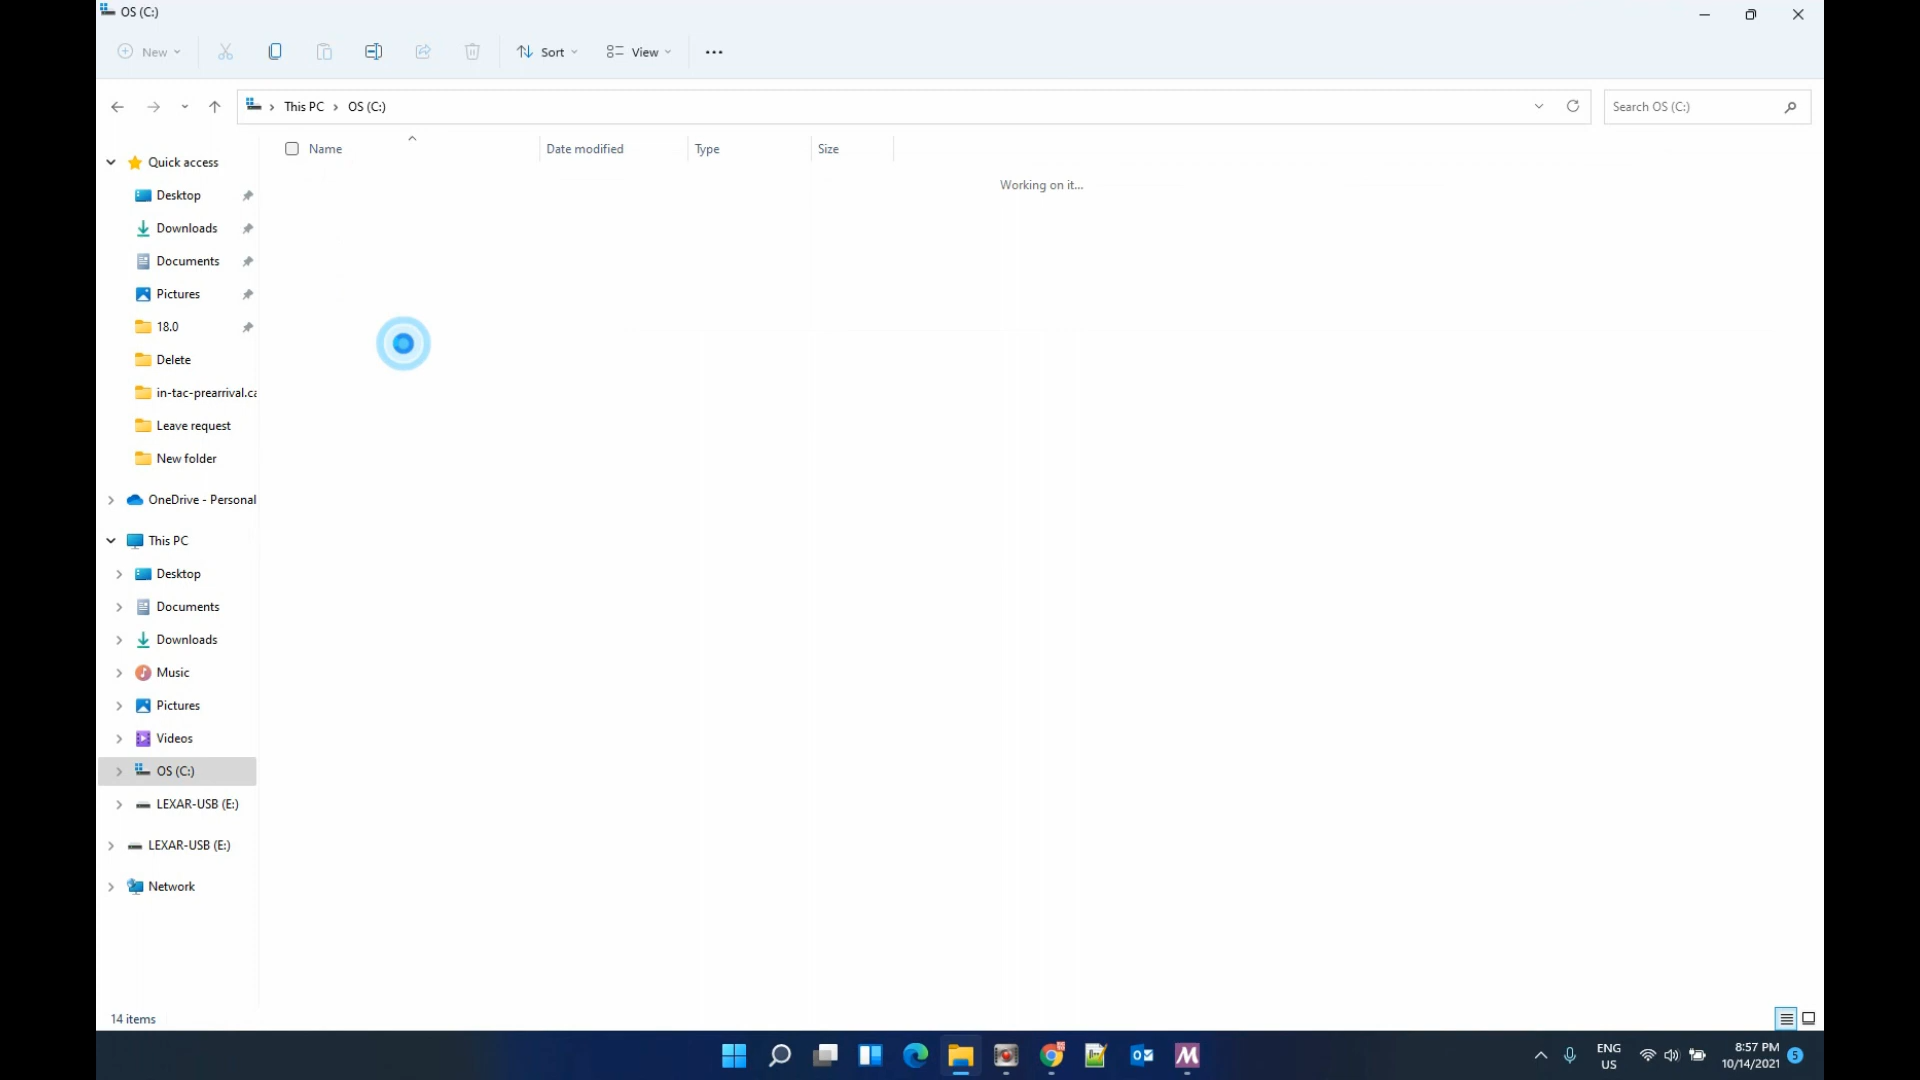 OS (C:)
New
Sort
View
This PC
OS (C:)
Search OS (C:)
Name
Date modified
Type
Size
Working on it...
Quick access
Desktop
Downloads
Documents
Pictures
18.0
Delete
in-tac-prearrival.ca
Leave request
New folder
OneDrive - Personal
This PC
Desktop
Documents
Downloads
Music
Pictures
Videos
OS (C:)
LEXAR-USB (E:)
LEXAR-USB (E:)
Network
14 items
ENG
US
8:57 PM
10/14/2021
5